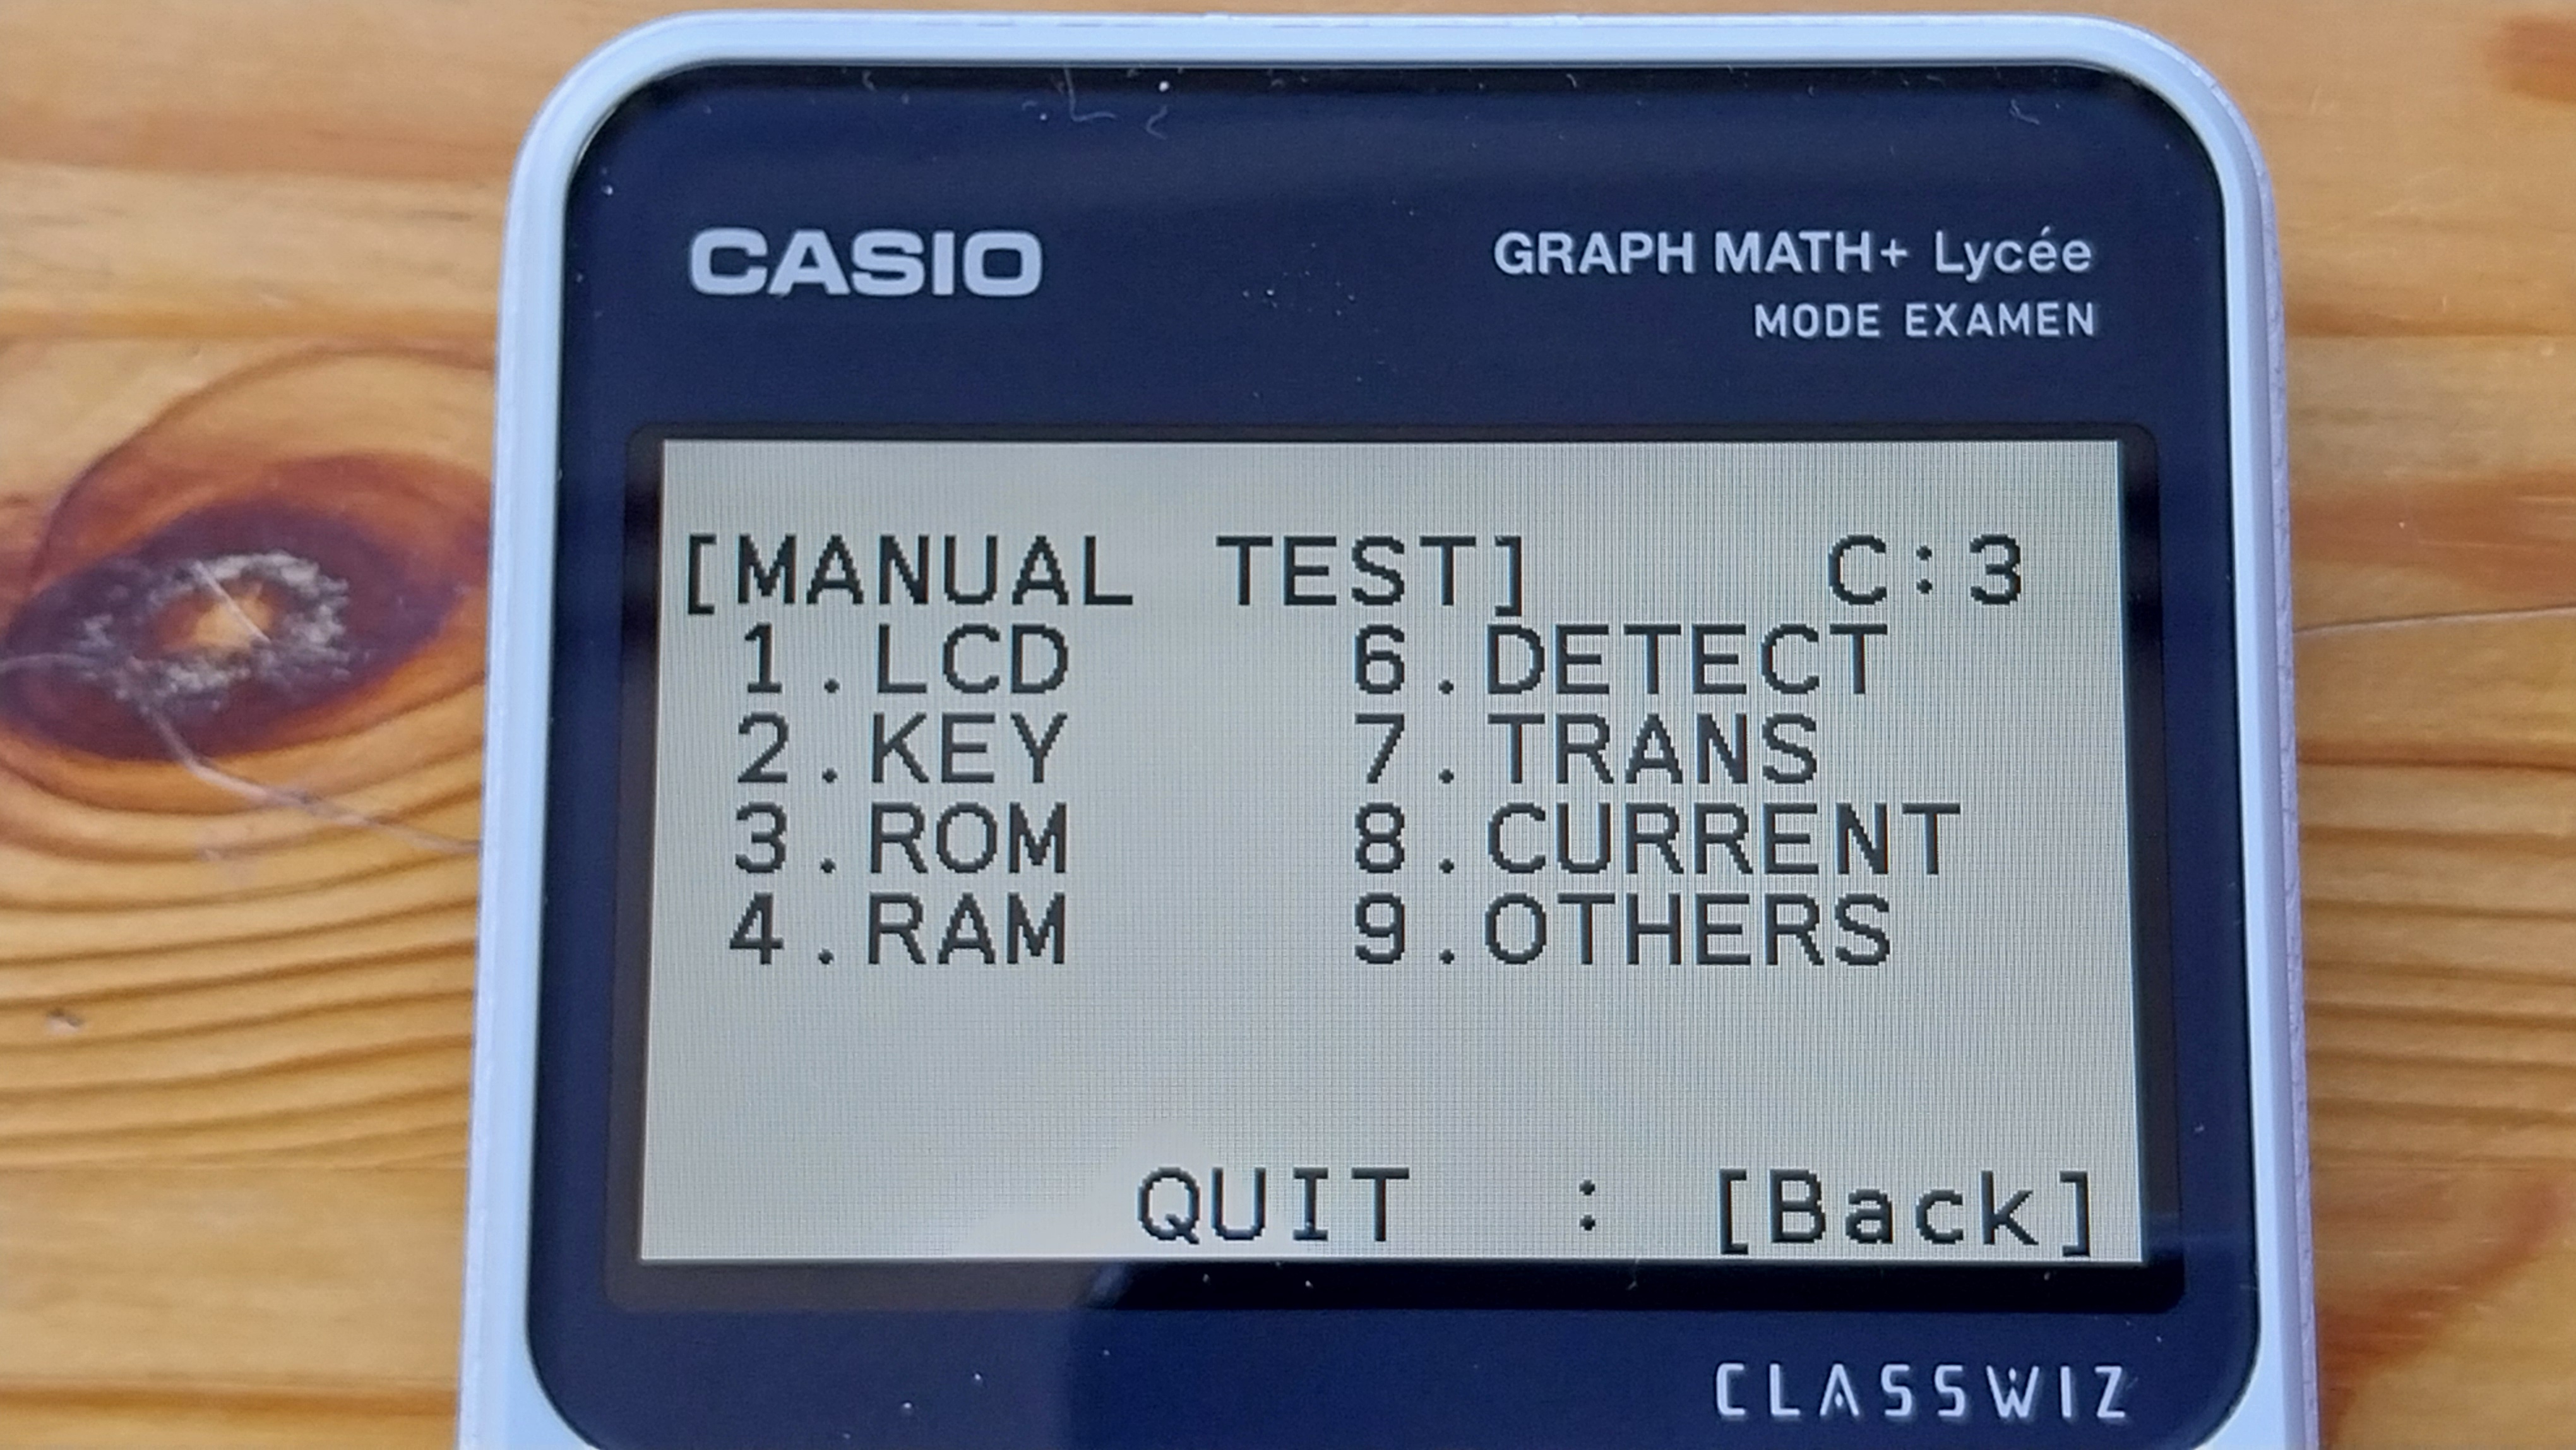 CASIO
GRAPH MATH+ Lycée
MODE EXAMEN
[MANUAL TEST] C:3
1.LCD 6.DETECT
2.KEY 7.TRANS
3.ROM 8.CURRENT
4.RAM 9.OTHERS
QUIT : [Back]
CLASSWIZ